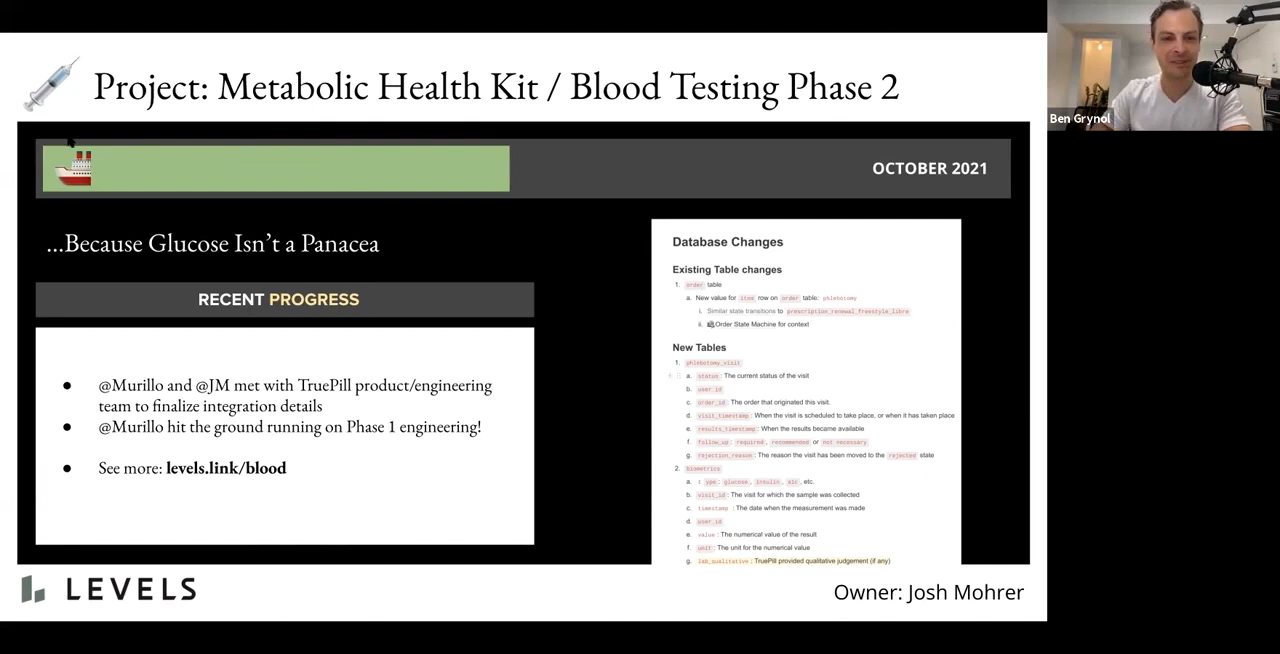 Project: Metabolic Health Kit / Blood Testing Phase 2
Ben Grynol
OCTOBER 2021
...Because Glucose Isn't a Panacea
RECENT PROGRESS
● @Murillo and @JM met with TruePill product/engineering
team to finalize integration details
● @Murillo hit the ground running on Phase 1 engineering!
● See more: levels.link/blood
Database Changes
Existing Table changes
1. order table
a. New value for item row on order table: phlebotomy
i. Similar state transitions to prescription_renewal_freestyle_libre
ii. Order State Machine for context
New Tables
1. phlebotomy_visit
a. status: The current status of the visit
b. user_id
c. order_id: The order that originated this visit.
d. visit_timestamp: When the visit is scheduled to take place, or when it has taken place
e. results_timestamp: When the results became available
f. follow_up: required, recommended or not necessary
g. rejection_reason: The reason the visit has been moved to the rejected state
2. biometrics
a. type: glucose, insulin, a1c, etc.
b. visit_id: The visit for which the sample was collected
c. timestamp: The date when the measurement was made
d. user_id
e. value: The numerical value of the result
f. unit: The unit for the numerical value
g. lab_qualitative: TruePill provided qualitative judgement (if any)
LEVELS
Owner: Josh Mohrer